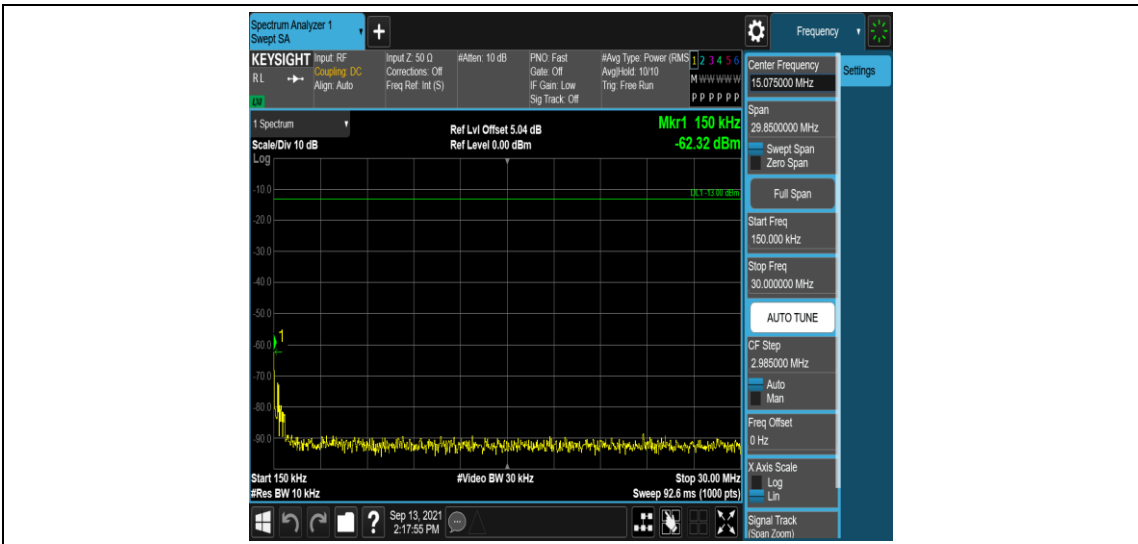 Spectrum Analyzer 1
Swept SA
Frequency
KEYSIGHT
RL
LXI
Input: RF
Coupling: DC
Align: Auto
Input Z: 50 Ω
Corrections: Off
Freq Ref: Int (S)
#Atten: 10 dB
PNO: Fast
Gate: Off
IF Gain: Low
Sig Track: Off
#Avg Type: Power (RMS
Avg|Hold: 10/10
Trig: Free Run
1 2 3 4 5 6
M W W W W W
P P P P P P
Center Frequency
15.075000 MHz
Settings
1 Spectrum
Scale/Div 10 dB
Log
Ref Lvl Offset 5.04 dB
Ref Level 0.00 dBm
Mkr1 150 kHz
-62.32 dBm
DL1 -13.00 dBm
-10.0
-20.0
-30.0
-40.0
-50.0
-60.0
-70.0
-80.0
-90.0
1
Start 150 kHz
#Res BW 10 kHz
#Video BW 30 kHz
Stop 30.00 MHz
Sweep 92.6 ms (1000 pts)
Span
29.8500000 MHz
Swept Span
Zero Span
Full Span
Start Freq
150.000 kHz
Stop Freq
30.000000 MHz
AUTO TUNE
CF Step
2.985000 MHz
Auto
Man
Freq Offset
0 Hz
X Axis Scale
Log
Lin
Signal Track
(Span Zoom)
?
Sep 13, 2021
2:17:55 PM